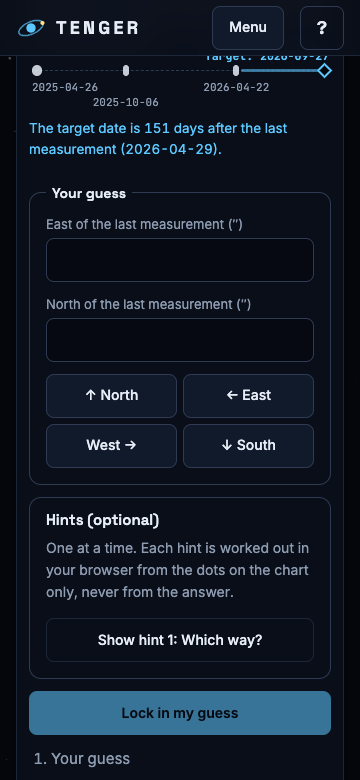 TENGER
Menu
?
Target: 2026-09-27
2025-04-26
2026-04-22
2025-10-06
The target date is 151 days after the last
measurement (2026-04-29).
Your guess
East of the last measurement (″)
North of the last measurement (″)
↑ North
← East
West →
↓ South
Hints (optional)
One at a time. Each hint is worked out in
your browser from the dots on the chart
only, never from the answer.
Show hint 1: Which way?
Lock in my guess
1. Your guess